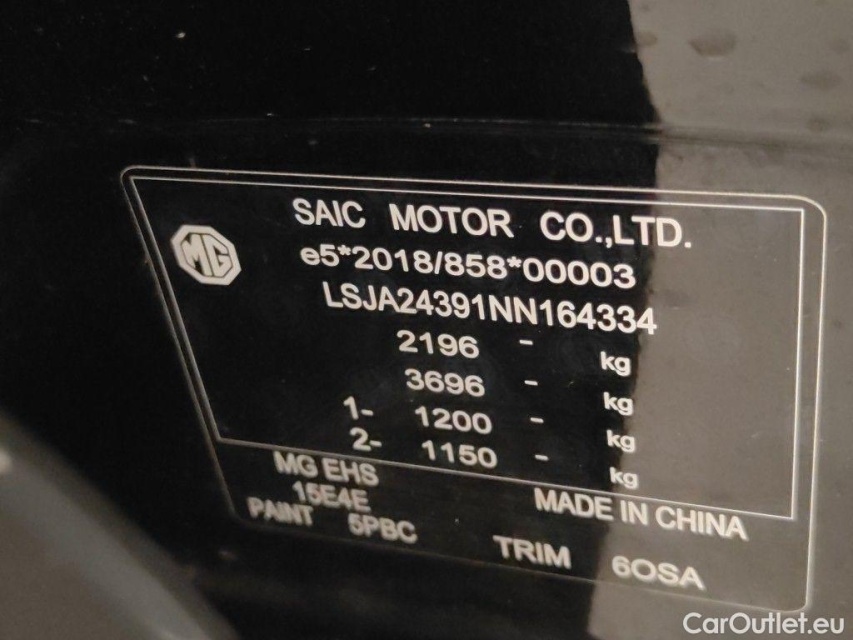 MG
SAIC MOTOR CO.,LTD.
e5*2018/858*00003
LSJA24391NN164334
2196 - kg
3696 - kg
1- 1200 - kg
2- 1150 - kg
MG EHS
15E4E
MADE IN CHINA
PAINT 5PBC
TRIM 60SA
CarOutlet.eu